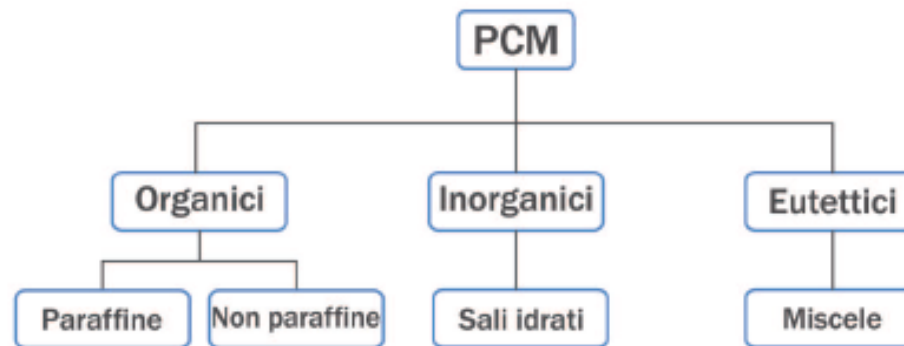 PCM
Organici
Inorganici
Eutettici
Paraffine
Non paraffine
Sali idrati
Miscele